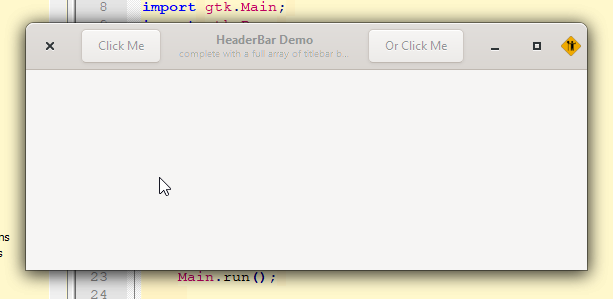 8 import gtk.Main;
Click Me
HeaderBar Demo
complete with a full array of titlebar b...
Or Click Me
ns
s
23 Main.run();
24